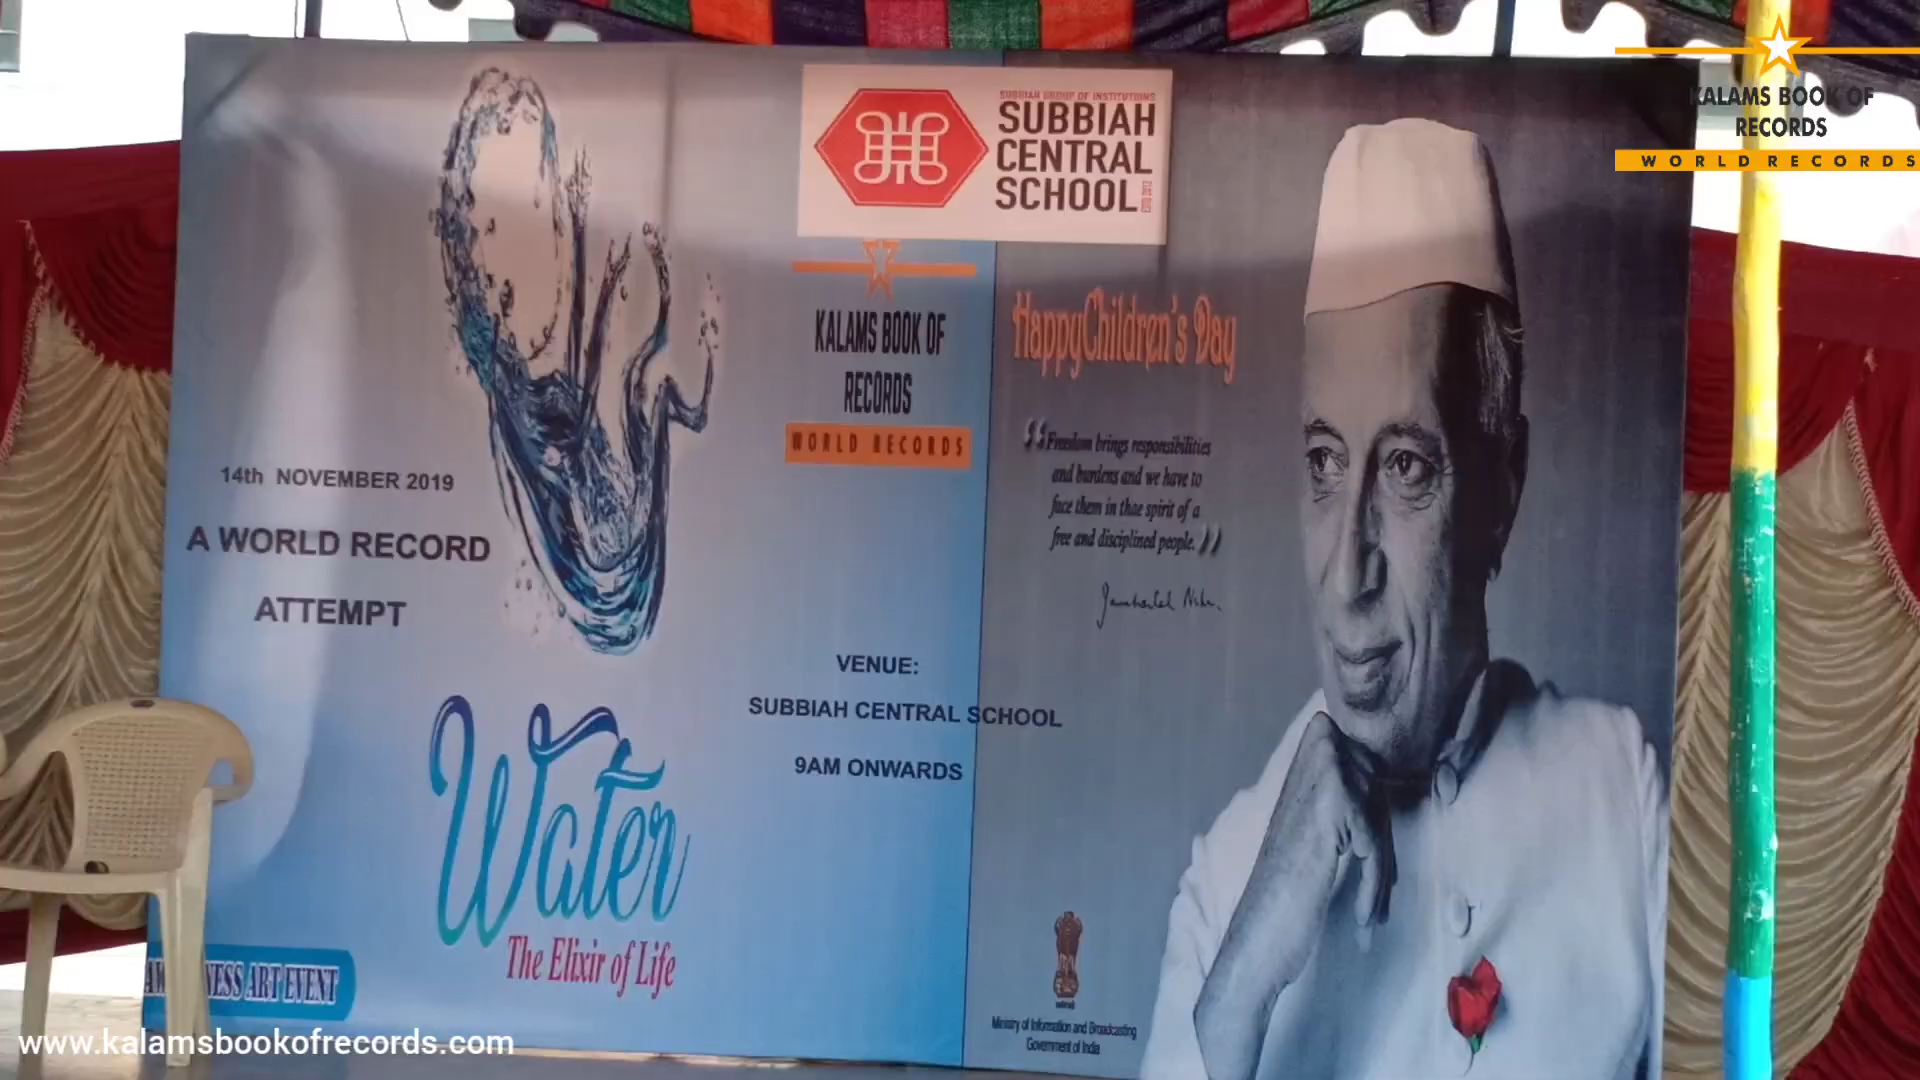 SUBBIAH GROUP OF INSTITUTIONS
SUBBIAH
CENTRAL
SCHOOL
KALAMS BOOK OF
RECORDS
WORLD RECORDS
KALAMS BOOK OF
RECORDS
WORLD RECORDS
14th NOVEMBER 2019
A WORLD RECORD
ATTEMPT
Water
The Elixir of Life
VENUE:
SUBBIAH CENTRAL SCHOOL
9AM ONWARDS
Happy Children's Day
“Freedom brings responsibilities
and burdens and we have to
face them in thae spirit of a
free and disciplined people.”
Ministry of Information and Broadcasting
Government of India
ART EVENT
www.kalamsbookofrecords.com